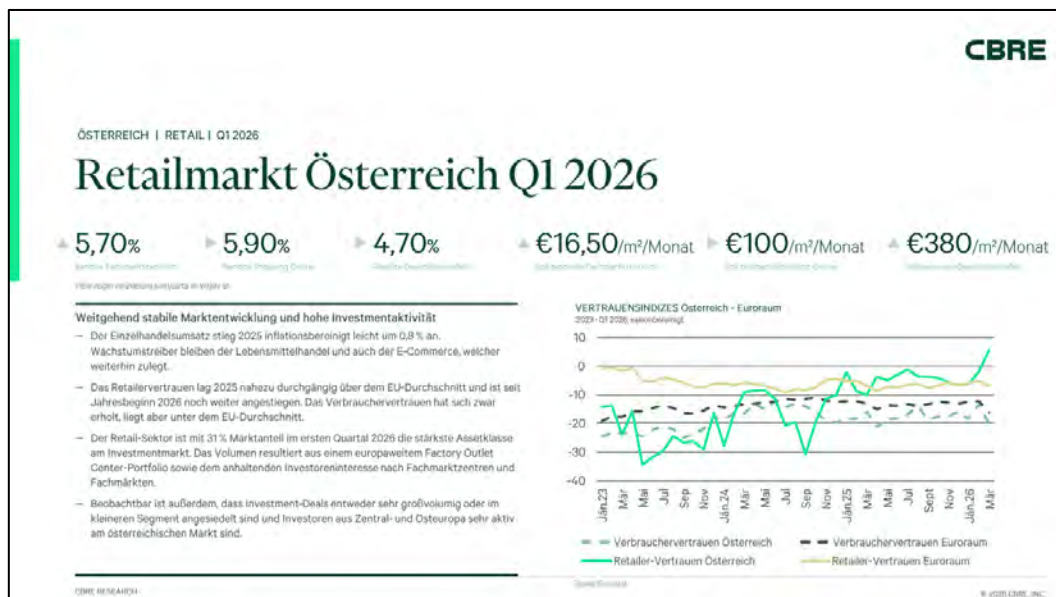 CBRE
ÖSTERREICH | RETAIL | Q1 2026
Retailmarkt Österreich Q1 2026
5,70%
5,90%
4,70%
€16,50/m²/Monat
€100/m²/Monat
€380/m²/Monat
Weitgehend stabile Marktentwicklung und hohe Investmentaktivität
– Der Einzelhandelsumsatz stieg 2025 inflationsbereinigt leicht um 0,8 % an.
Wachstumstreiber bleiben der Lebensmittelhandel und auch der E-Commerce, welcher
weiterhin zulegt.
– Das Retailervertrauen lag 2025 nahezu durchgängig über dem EU-Durchschnitt und ist seit
Jahresbeginn 2026 noch weiter angestiegen. Das Verbrauchervertrauen hat sich zwar
erholt, liegt aber unter dem EU-Durchschnitt.
– Der Retail-Sektor ist mit 31 % Marktanteil im ersten Quartal 2026 die stärkste Assetklasse
am Investmentmarkt. Das Volumen resultiert aus einem europaweitem Factory Outlet
Center-Portfolio sowie dem anhaltenden Investoreninteresse nach Fachmarktzentren und
Fachmärkten.
– Beobachtbar ist außerdem, dass Investment-Deals entweder sehr großvolumig oder im
kleineren Segment angesiedelt sind und Investoren aus Zentral- und Osteuropa sehr aktiv
am österreichischen Markt sind.
VERTRAUENSINDIZES Österreich - Euroraum
2023 - Q1 2026, saisonbereinigt
10
0
-10
-20
-30
-40
Jän.23
Mär
Mai
Jul
Sep
Nov
Jän.24
Mär
Mai
Jul
Sep
Nov
Jän.25
Mär
Mai
Jul
Sept
Nov
Jän.26
Mär
Verbrauchervertrauen Österreich
Verbrauchervertrauen Euroraum
Retailer-Vertrauen Österreich
Retailer-Vertrauen Euroraum
CBRE RESEARCH
© 2026 CBRE, INC.